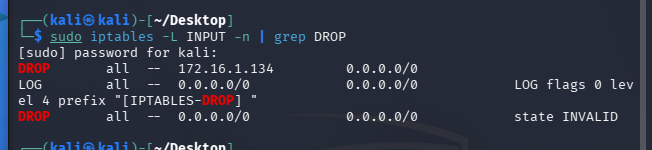 ┌──(kali㉿kali)-[~/Desktop]
└─$ sudo iptables -L INPUT -n | grep DROP
[sudo] password for kali:
DROP       all  --  172.16.1.134         0.0.0.0/0
LOG        all  --  0.0.0.0/0            0.0.0.0/0            LOG flags 0 lev
el 4 prefix "[IPTABLES-DROP] "
DROP       all  --  0.0.0.0/0            0.0.0.0/0            state INVALID
┌──(kali㉿kali)-[~/Desktop]